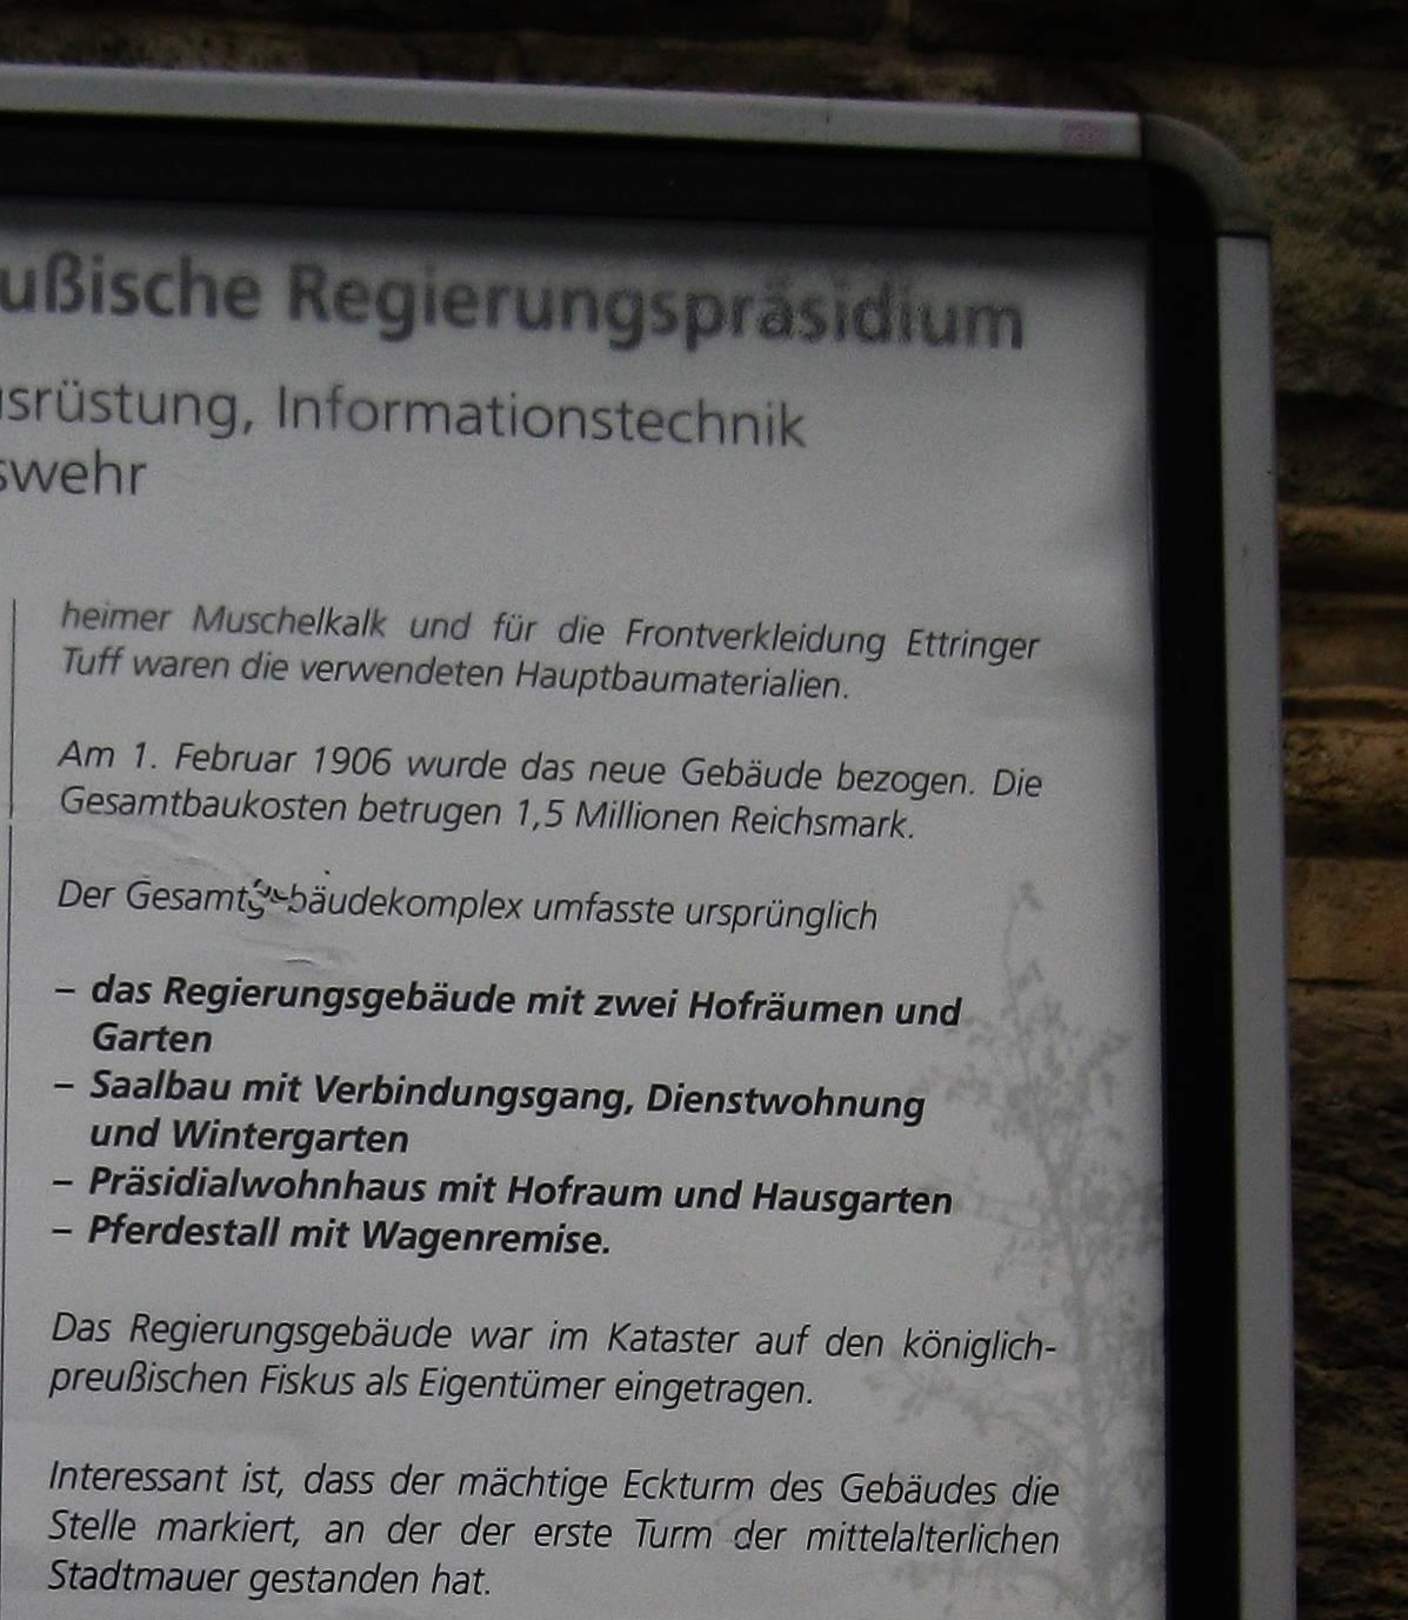 ußische Regierungspräsidium
usrüstung, Informationstechnik
swehr
heimer Muschelkalk und für die Frontverkleidung Ettringer
Tuff waren die verwendeten Hauptbaumaterialien.
Am 1. Februar 1906 wurde das neue Gebäude bezogen. Die
Gesamtbaukosten betrugen 1,5 Millionen Reichsmark.
Der Gesamtgebäudekomplex umfasste ursprünglich
– das Regierungsgebäude mit zwei Hofräumen und
Garten
– Saalbau mit Verbindungsgang, Dienstwohnung
und Wintergarten
– Präsidialwohnhaus mit Hofraum und Hausgarten
– Pferdestall mit Wagenremise.
Das Regierungsgebäude war im Kataster auf den königlich-
preußischen Fiskus als Eigentümer eingetragen.
Interessant ist, dass der mächtige Eckturm des Gebäudes die
Stelle markiert, an der der erste Turm der mittelalterlichen
Stadtmauer gestanden hat.